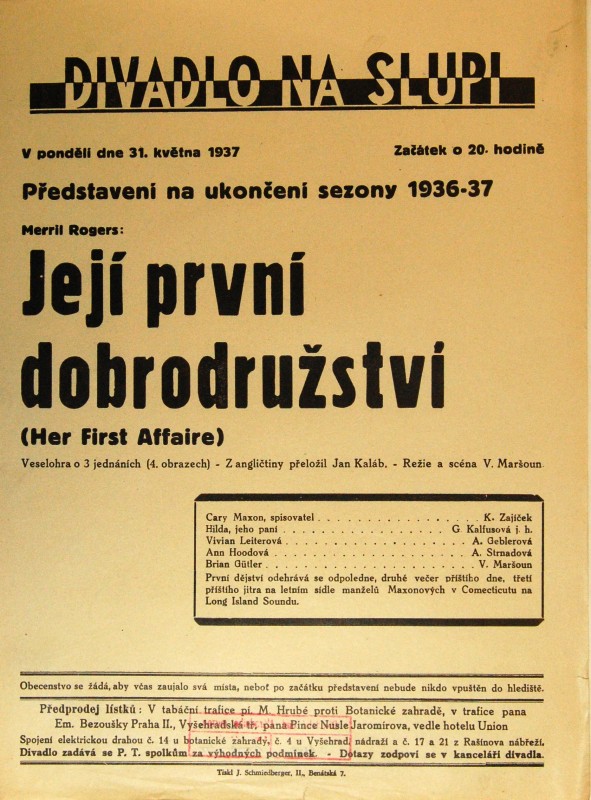 DIVADLO NA SLUPI
V pondělí dne 31. května 1937 Začátek o 20. hodině
Představení na ukončení sezony 1936-37
Merril Rogers:
Její první
dobrodružství
(Her First Affaire)
Veselohra o 3 jednáních (4. obrazech) - Z angličtiny přeložil Jan Kaláb. - Režie a scéna V. Maršoun
Cary Maxon, spisovatel . . . . . . . . . . . . . . . . K. Zajíček
Hilda, jeho paní . . . . . . . . . . . . . . . . G. Kalfusová j. h.
Vivian Leiterová . . . . . . . . . . . . . . . . A. Geblerová
Ann Hoodová . . . . . . . . . . . . . . . . A. Strnadová
Brian Gütler . . . . . . . . . . . . . . . . V. Maršoun
První dějství odehrává se odpoledne, druhé večer příštího dne, třetí
příštího jitra na letním sídle manželů Maxonových v Comecticutu na
Long Island Soundu.
Obecenstvo se žádá, aby včas zaujalo svá místa, neboť po začátku představení nebude nikdo vpuštěn do hlediště.
Předprodej lístků: V tabáční trafice pí. M. Hrubé proti Botanické zahradě, v trafice pana
Em. Bezoušky Praha II., Vyšehradská tř, pana Pince Nusle Jaromírova, vedle hotelu Union
Spojení elektrickou drahou č. 14 u botanické zahrady, č. 4 u Vyšehrad. nádraží a č. 17 a 21 z Rašínova nábřeží.
Divadlo zadává se P. T. spolkům za výhodných podmínek. - Dotazy zodpoví se v kanceláři divadla.
Tiskl J. Schmiedberger, II., Benátská 7.